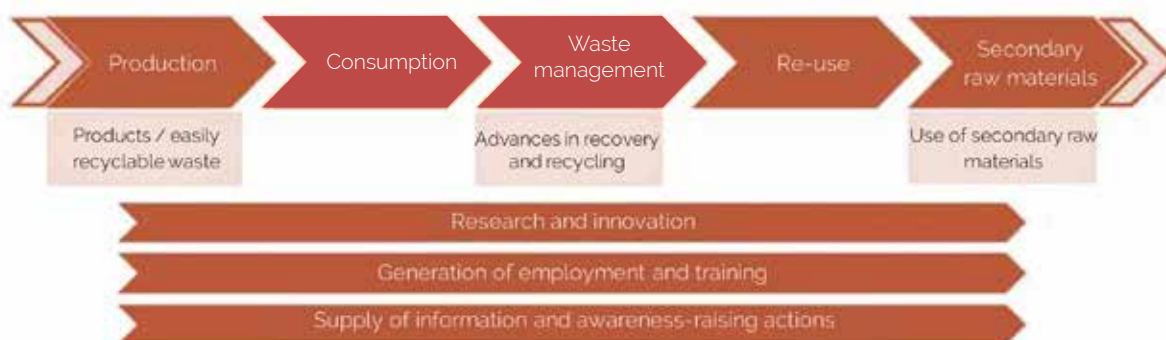 Production
Consumption
Waste
management
Re-use
Secondary
raw materials
Products / easily
recyclable waste
Advances in recovery
and recycling
Use of secondary raw
materials
Research and innovation
Generation of employment and training
Supply of information and awareness-raising actions